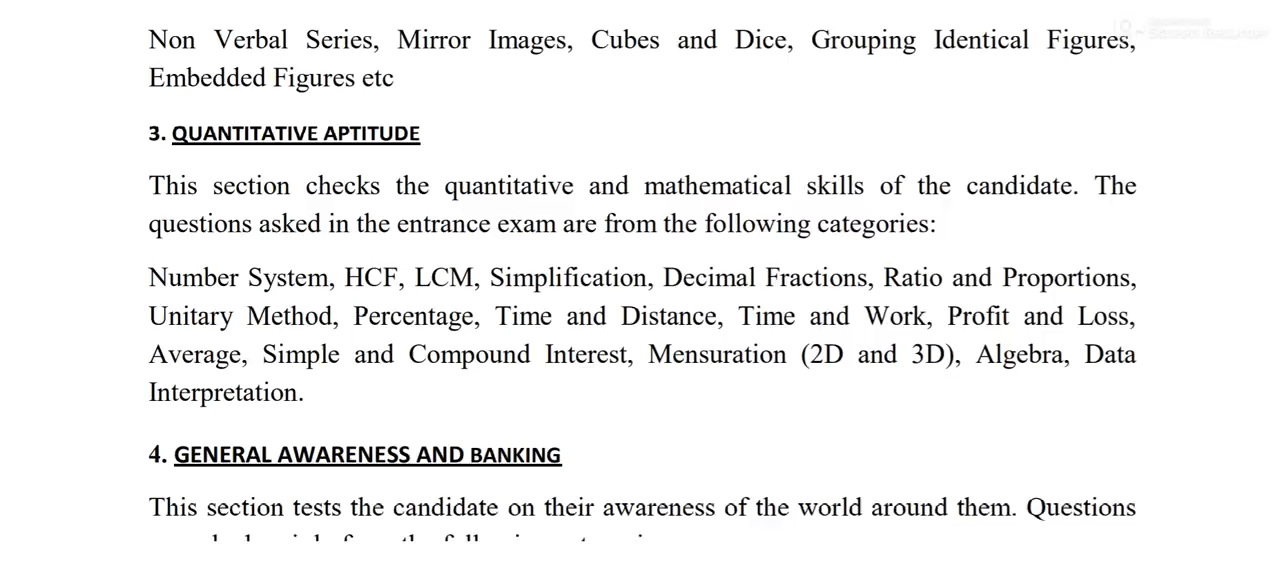 Non Verbal Series, Mirror Images, Cubes and Dice, Grouping Identical Figures,
Embedded Figures etc
3. QUANTITATIVE APTITUDE
This section checks the quantitative and mathematical skills of the candidate. The
questions asked in the entrance exam are from the following categories:
Number System, HCF, LCM, Simplification, Decimal Fractions, Ratio and Proportions,
Unitary Method, Percentage, Time and Distance, Time and Work, Profit and Loss,
Average, Simple and Compound Interest, Mensuration (2D and 3D), Algebra, Data
Interpretation.
4. GENERAL AWARENESS AND BANKING
This section tests the candidate on their awareness of the world around them. Questions